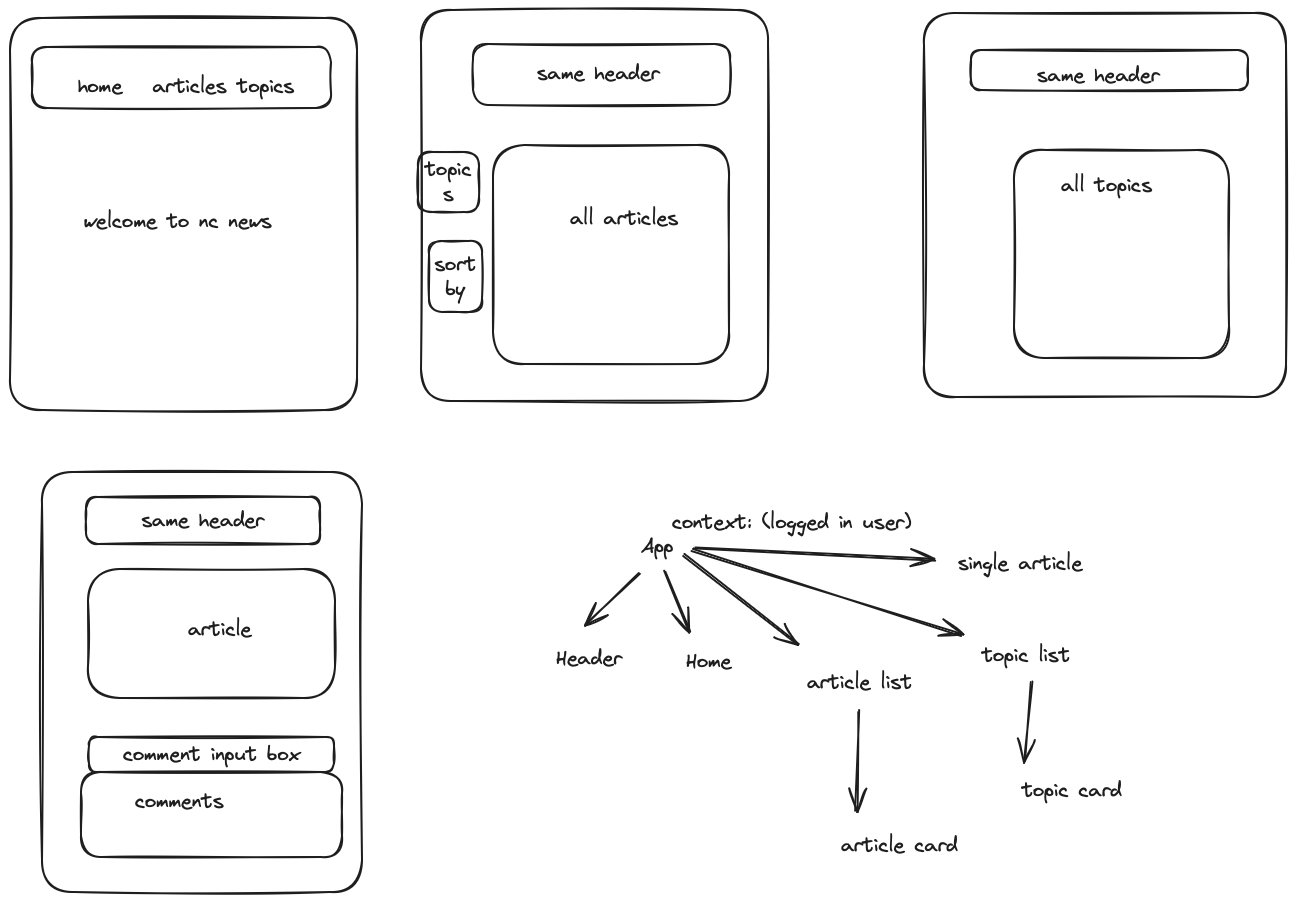 home articles topics
welcome to nc news
same header
topic
s
sort
by
all articles
same header
all topics
same header
article
comment input box
comments
context: (logged in user)
App
single article
Header
Home
article list
topic list
topic card
article card